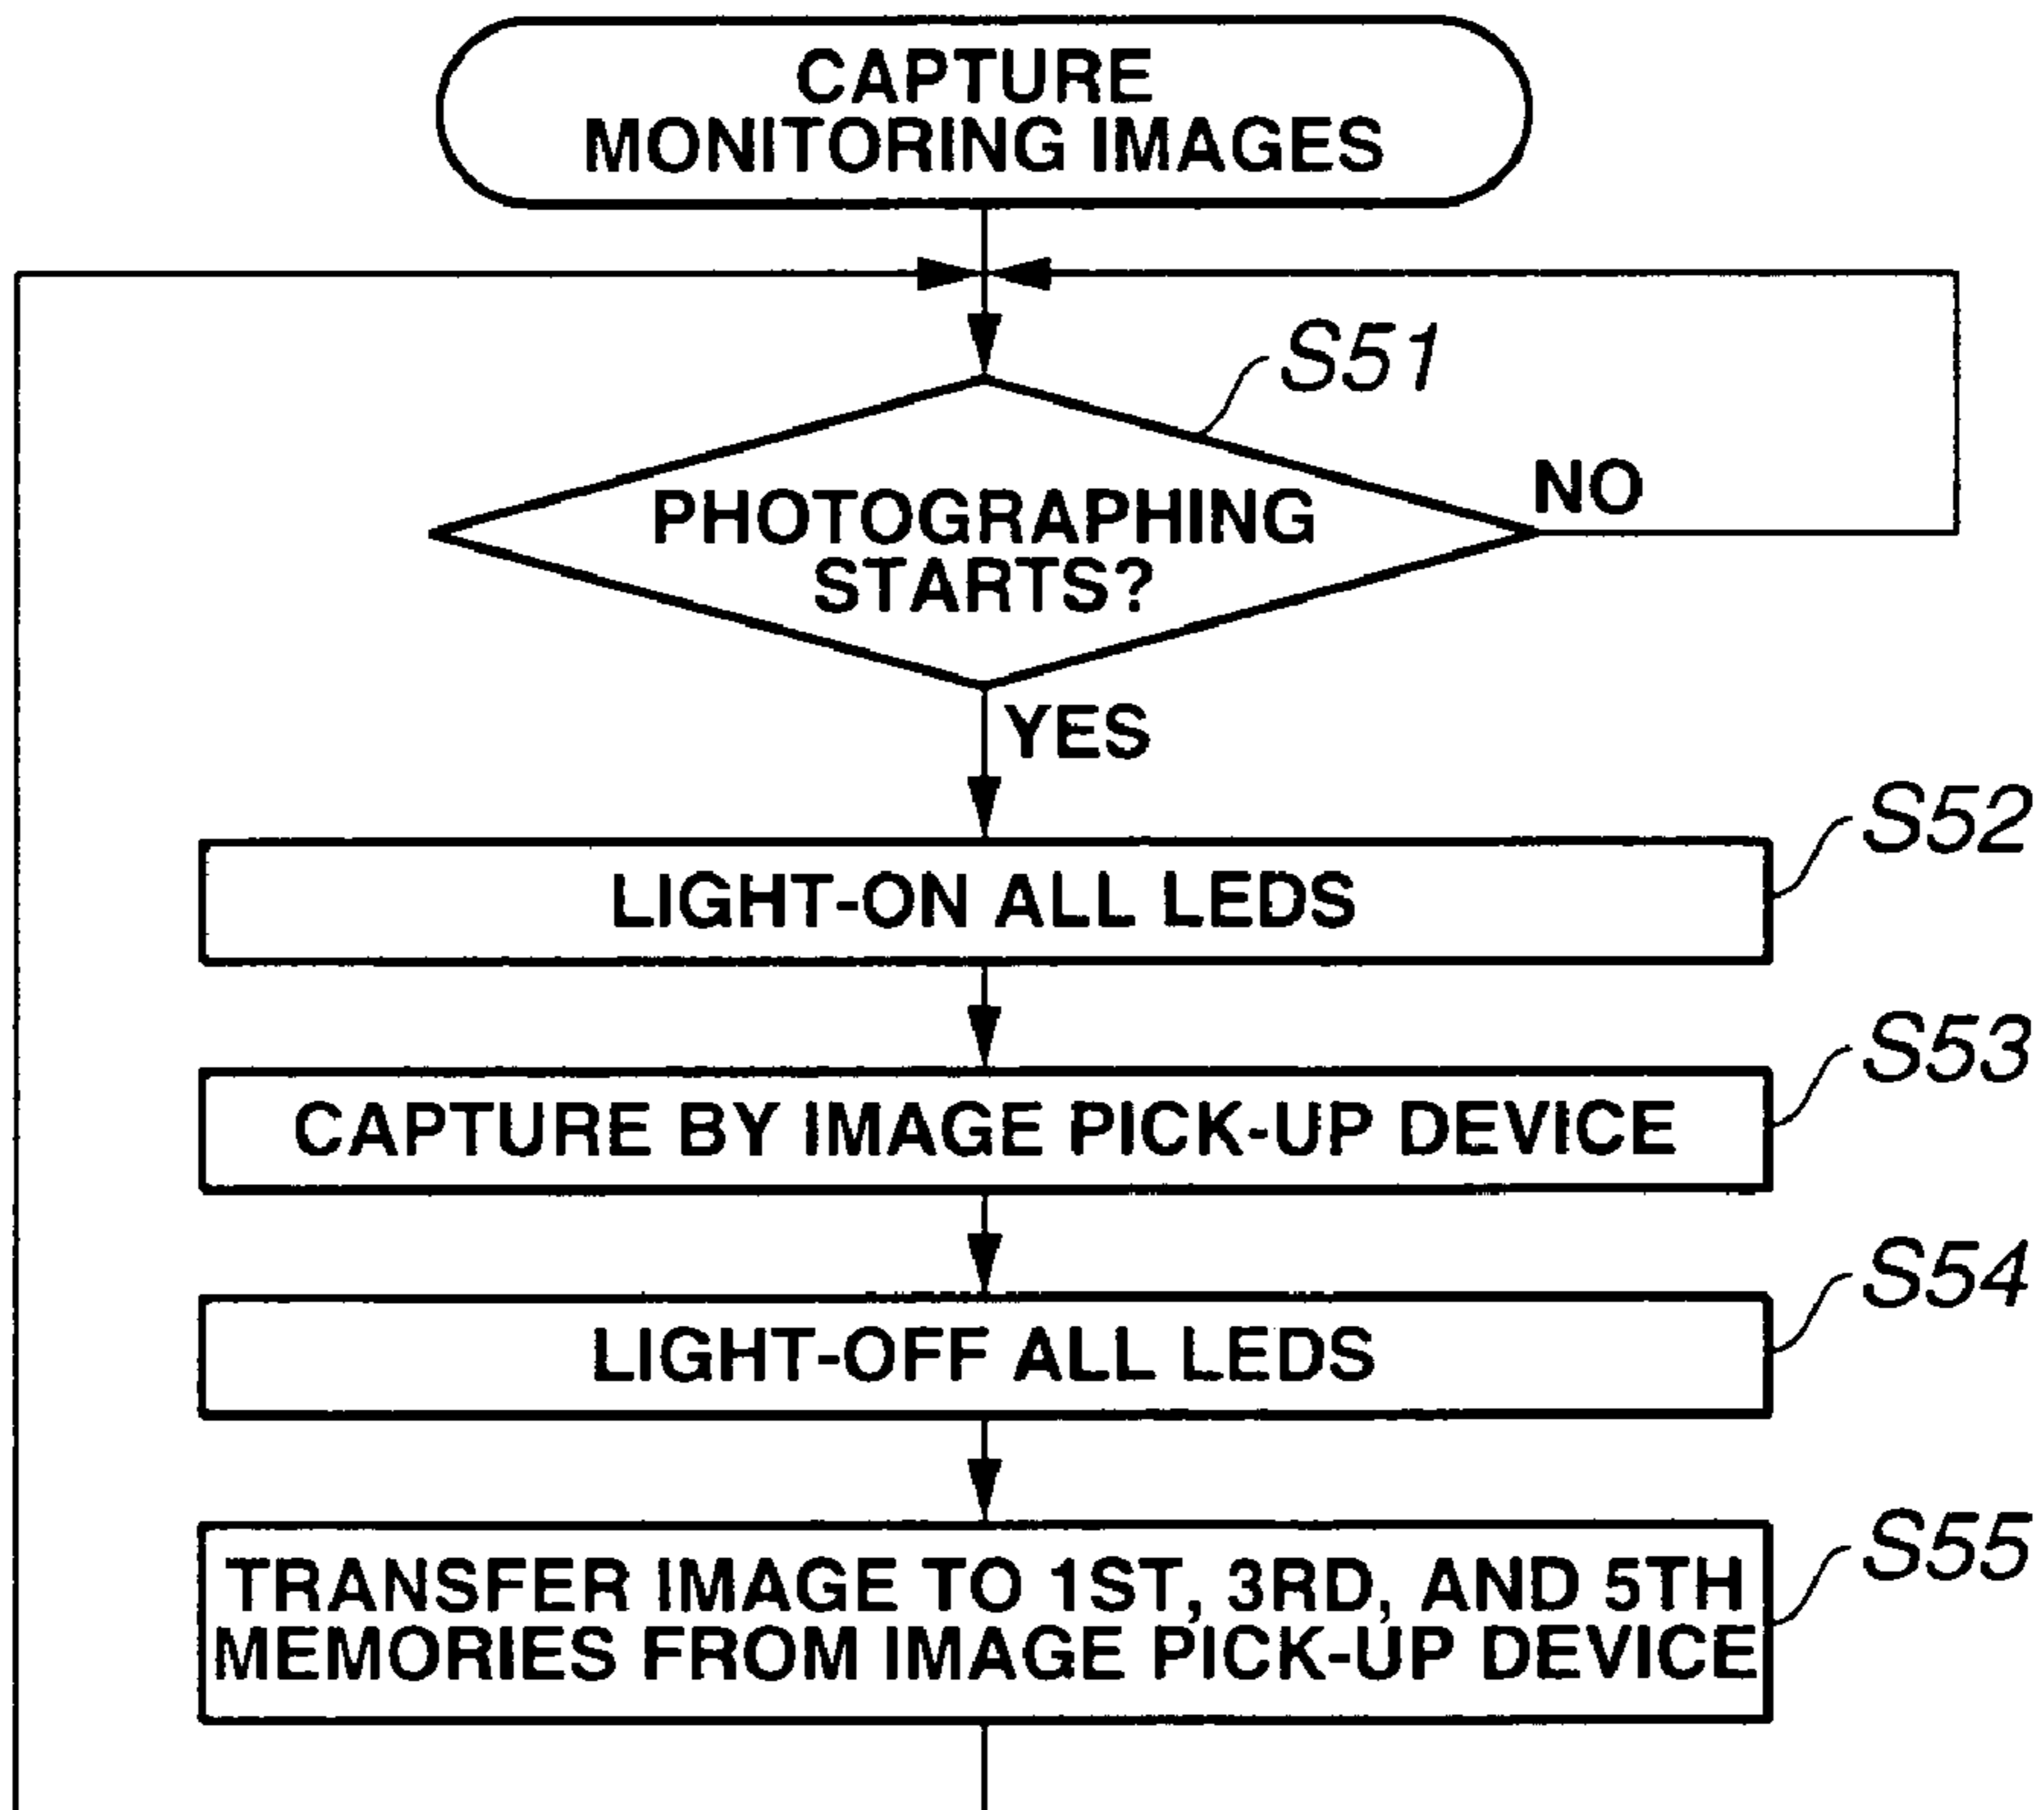 CAPTURE
MONITORING IMAGES
S51
PHOTOGRAPHING
STARTS?
NO
YES
S52
LIGHT-ON ALL LEDS
S53
CAPTURE BY IMAGE PICK-UP DEVICE
S54
LIGHT-OFF ALL LEDS
S55
TRANSFER IMAGE TO 1ST, 3RD, AND 5TH
MEMORIES FROM IMAGE PICK-UP DEVICE